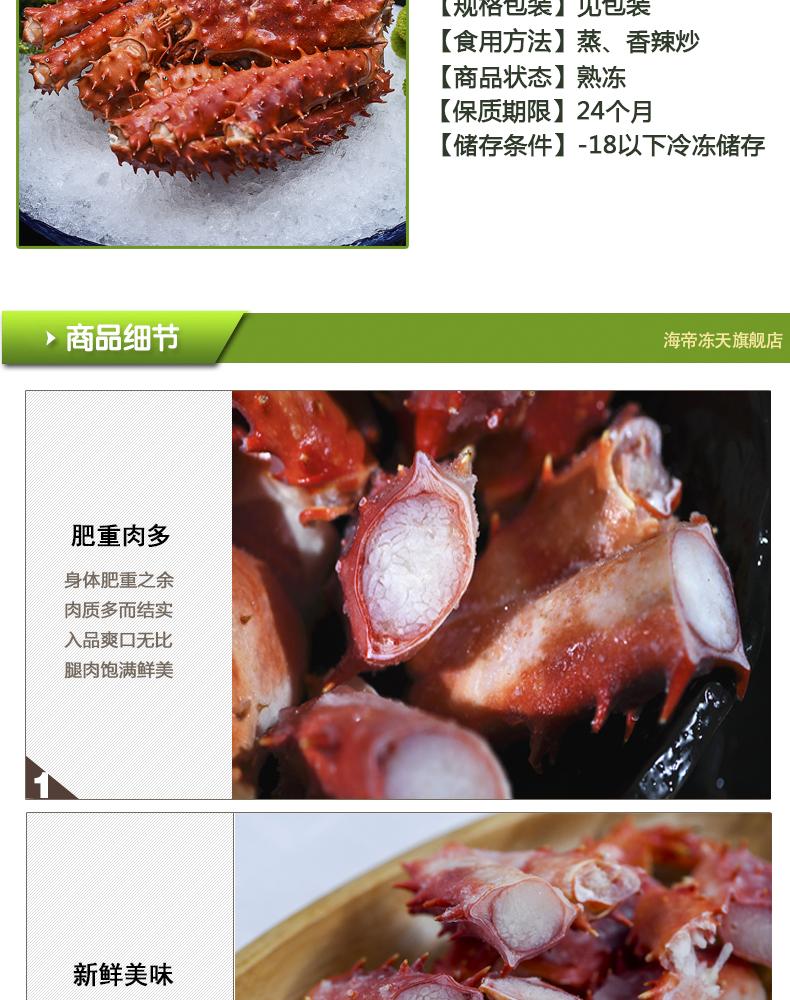 【规格包装】见包装
【食用方法】蒸、香辣炒
【商品状态】熟冻
【保质期限】24个月
【储存条件】-18以下冷冻储存
商品细节
海帝冻天旗舰店
肥重肉多
身体肥重之余
肉质多而结实
入品爽口无比
腿肉饱满鲜美
1
新鲜美味